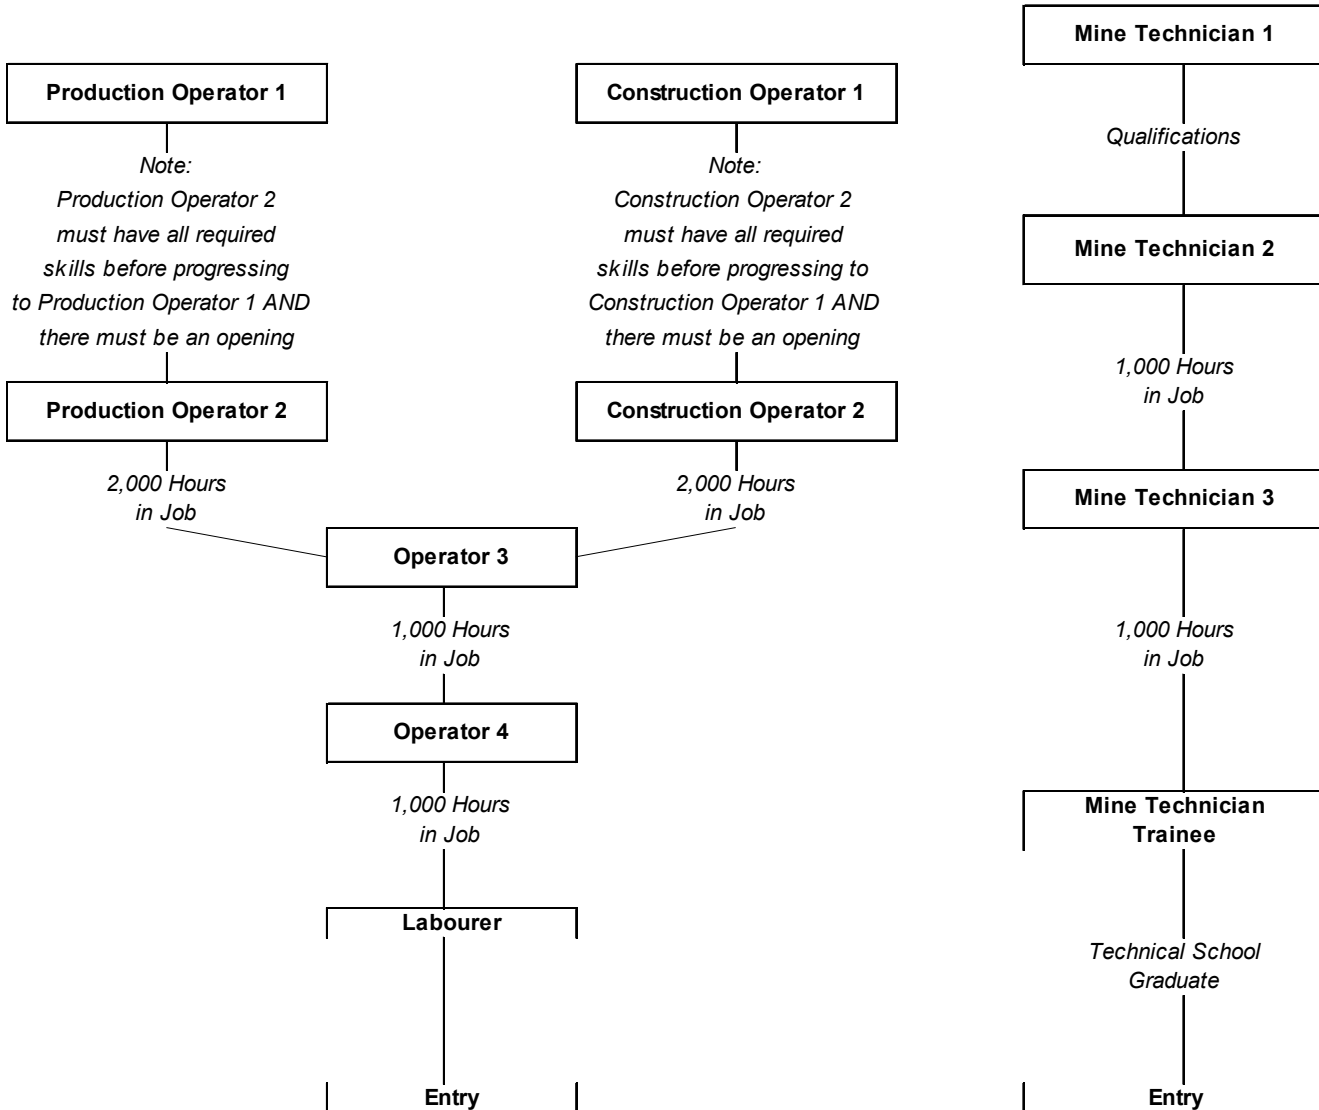 Production Operator 1
Note:
Production Operator 2
must have all required
skills before progressing
to Production Operator 1 AND
there must be an opening
Production Operator 2
2,000 Hours
in Job
Construction Operator 1
Note:
Construction Operator 2
must have all required
skills before progressing to
Construction Operator 1 AND
there must be an opening
Construction Operator 2
2,000 Hours
in Job
Operator 3
1,000 Hours
in Job
Operator 4
1,000 Hours
in Job
Labourer
Entry
Mine Technician 1
Qualifications
Mine Technician 2
1,000 Hours
in Job
Mine Technician 3
1,000 Hours
in Job
Mine Technician
Trainee
Technical School
Graduate
Entry